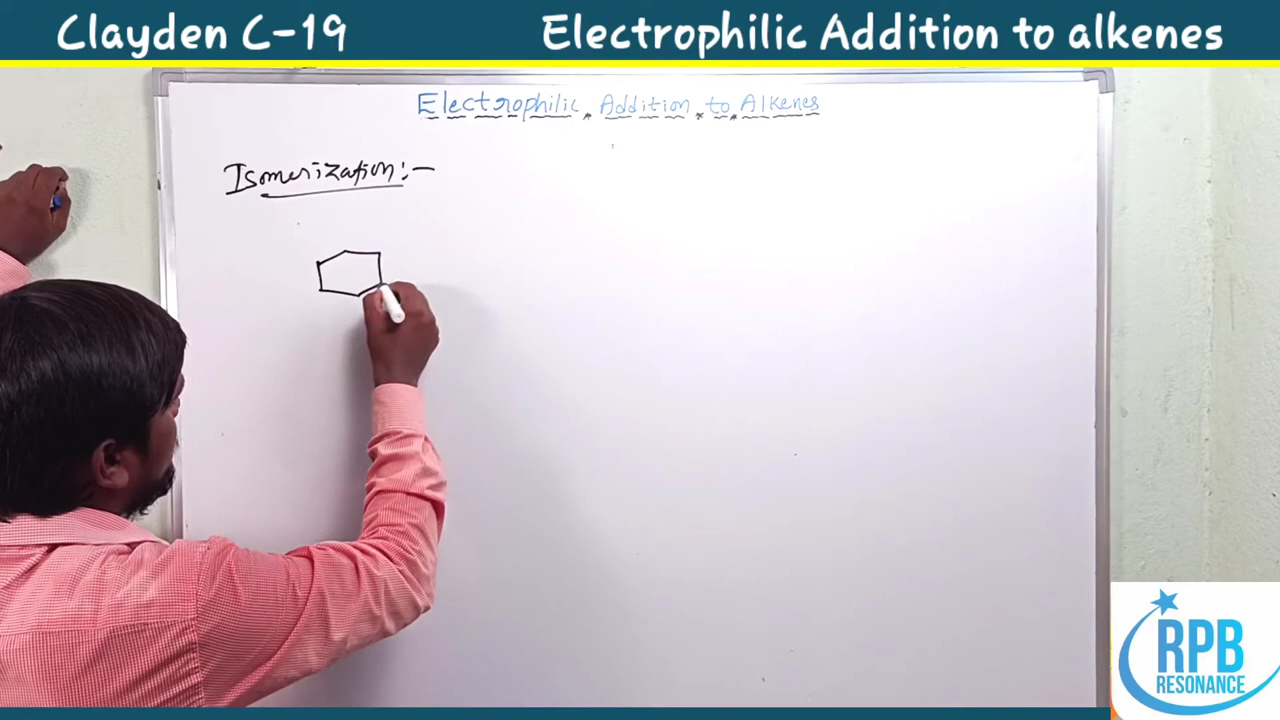 Clayden C-19 Electrophilic Addition to alkenes
Electrophilic Addition to Alkenes
Isomerization:-
RPB
RESONANCE